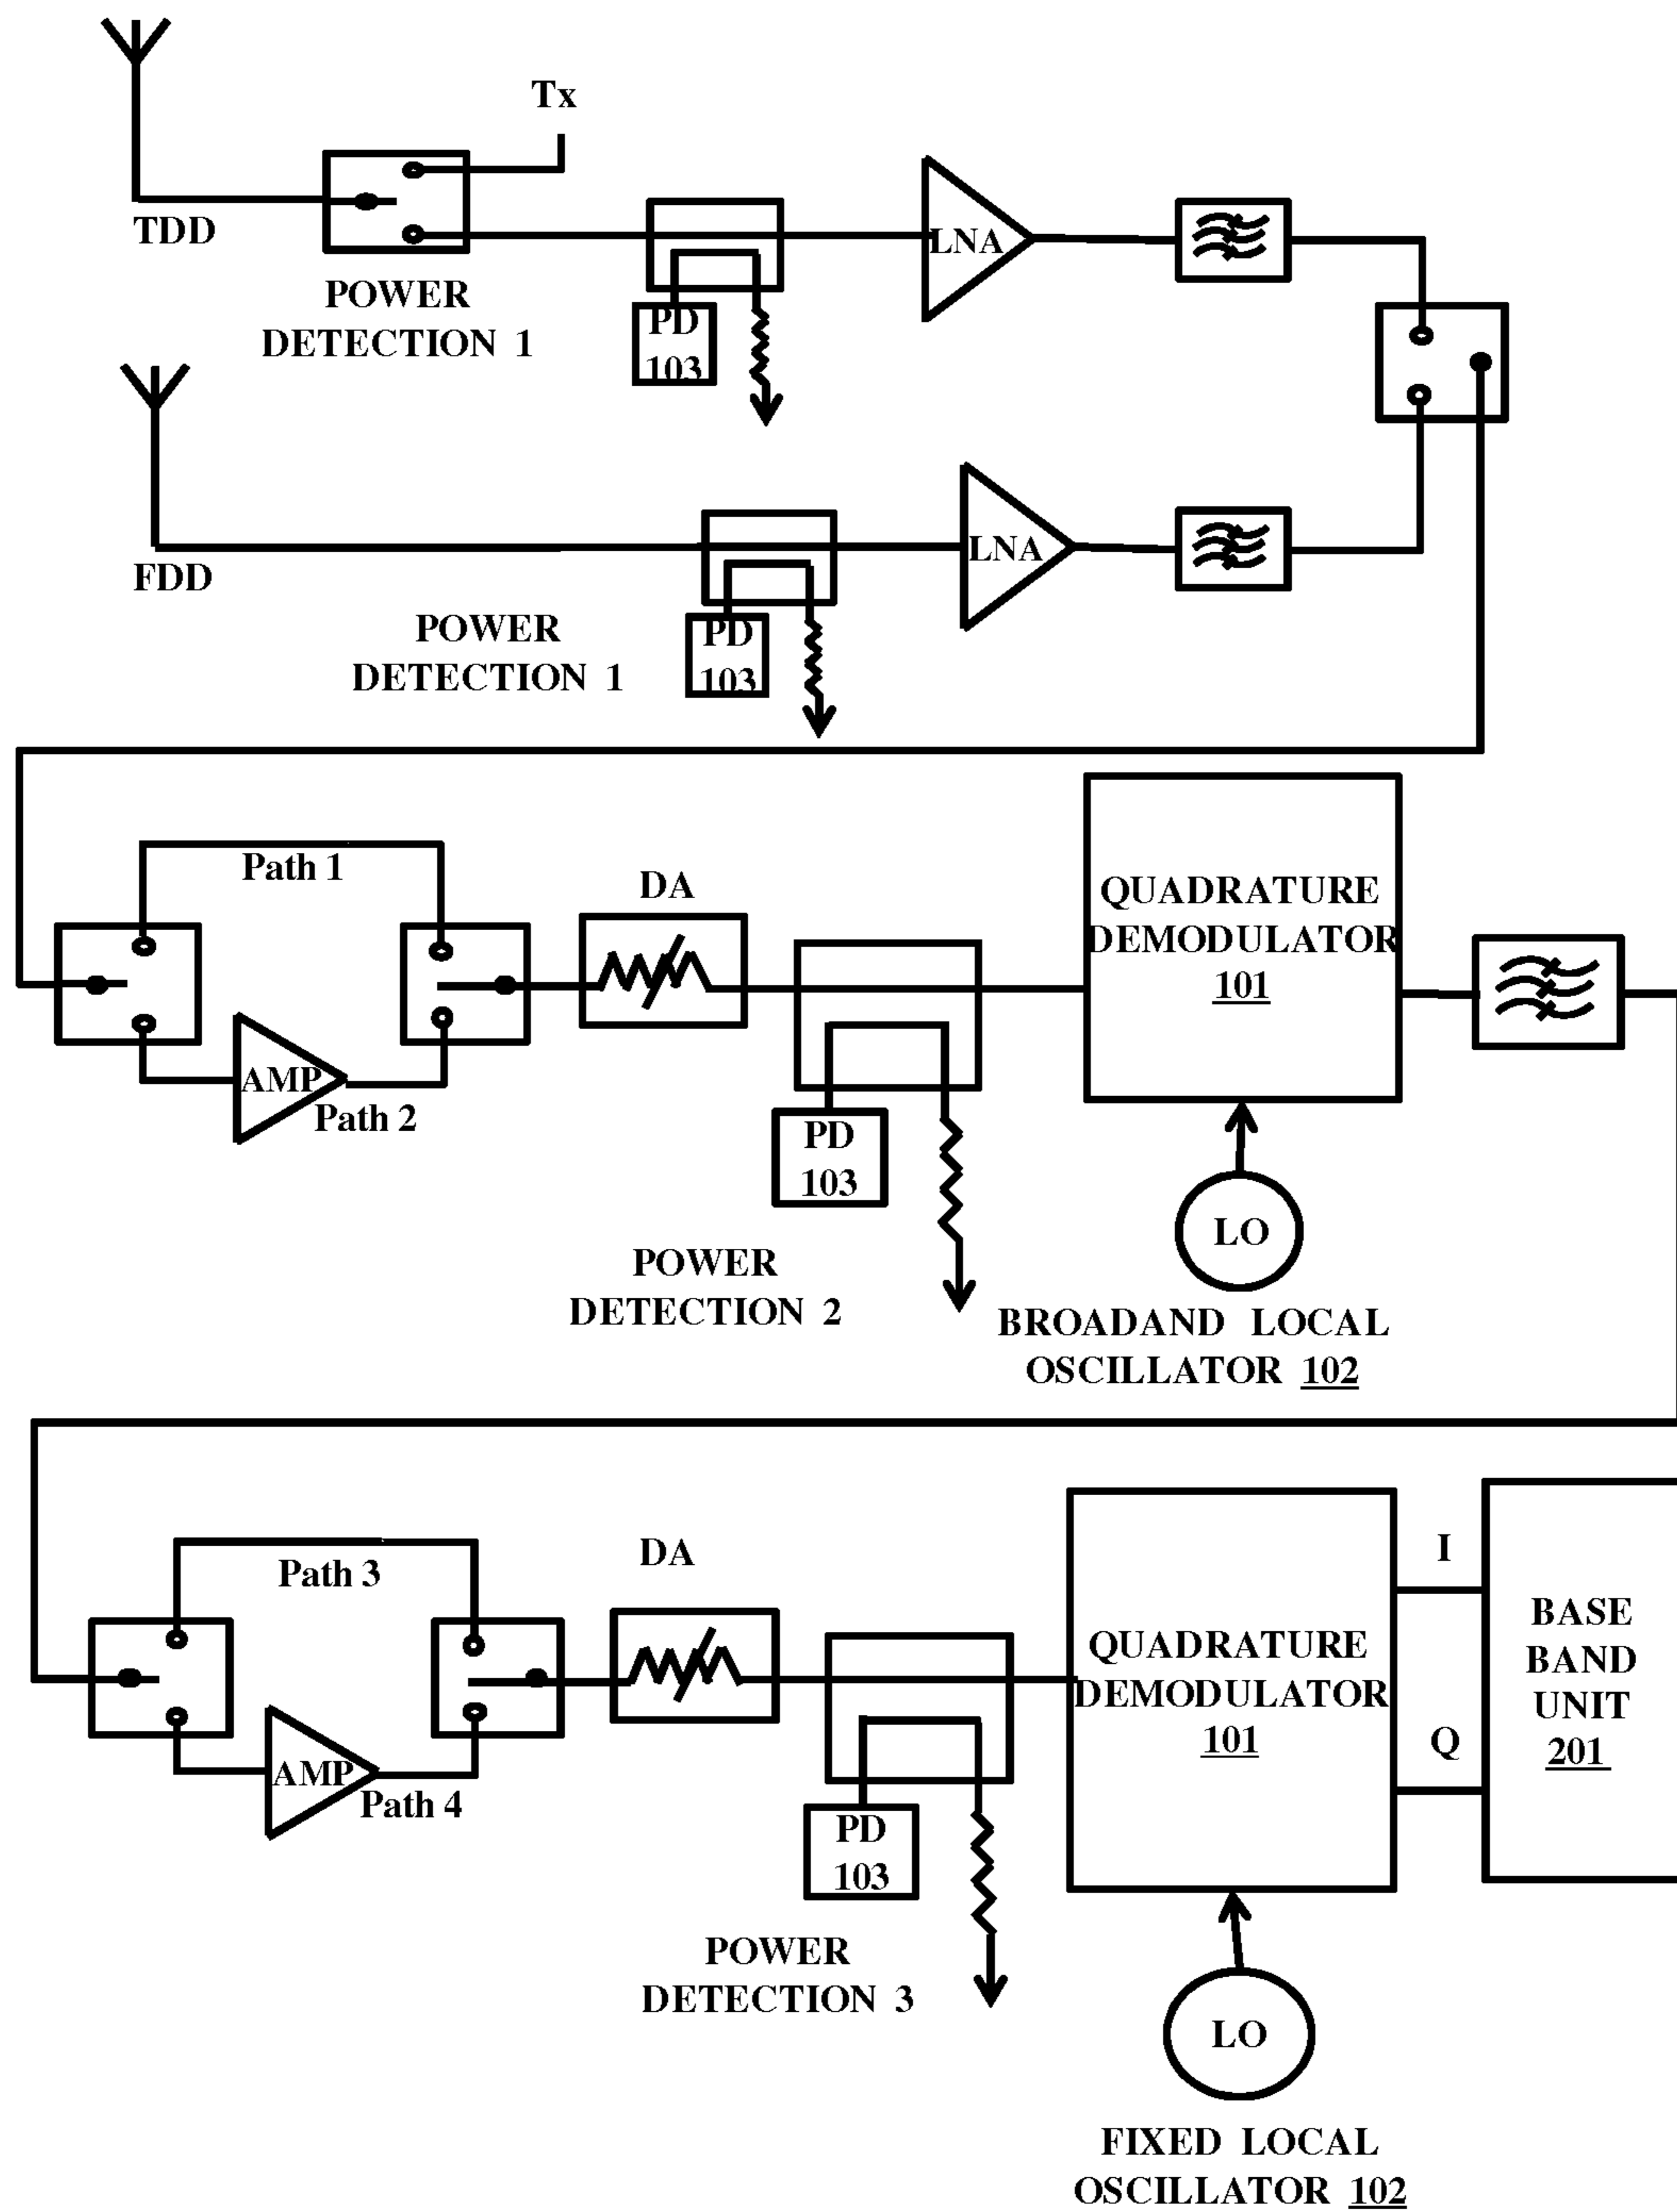 Tx
TDD
LNA
POWER
DETECTION 1
PD
103
FDD
LNA
POWER
DETECTION 1
PD
103
Path 1
DA
QUADRATURE
DEMODULATOR
101
AMP
Path 2
PD
103
LO
POWER
DETECTION 2
BROADAND LOCAL
OSCILLATOR 102
Path 3
DA
I
QUADRATURE
DEMODULATOR
101
BASE
BAND
UNIT
201
Q
AMP
Path 4
PD
103
POWER
DETECTION 3
LO
FIXED LOCAL
OSCILLATOR 102